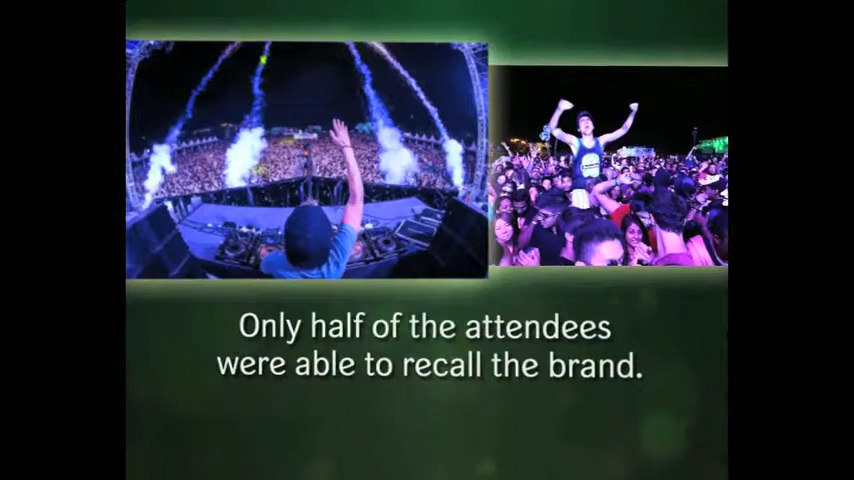 Only half of the attendees
were able to recall the brand.